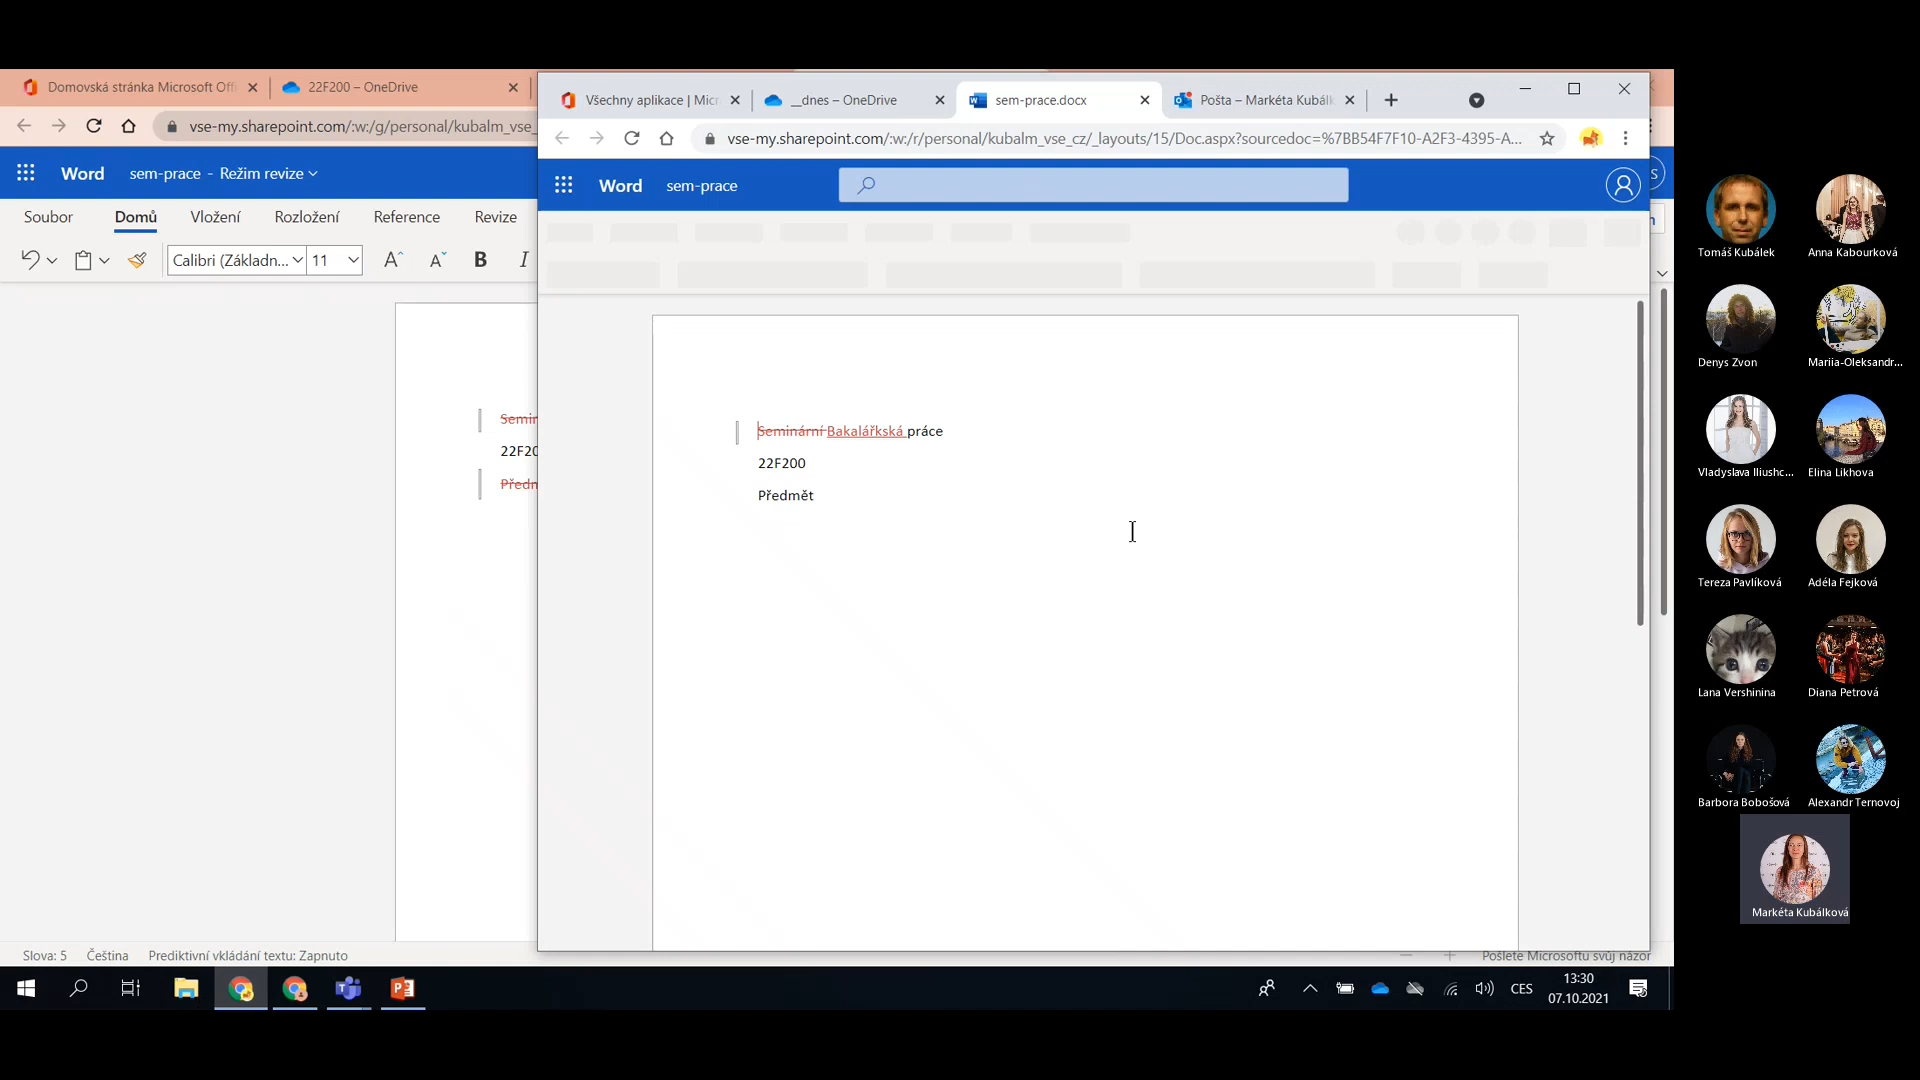 Domovská stránka Microsoft Offi
22F200 – OneDrive
vse-my.sharepoint.com/:w:/g/personal/kubalm_vse_
Word sem-prace - Režim revize
Soubor Domů Vložení Rozložení Reference Revize
Calibri (Základn... 11 B I
Semin
22F20
Předn
Slova: 5 Čeština Prediktivní vkládání textu: Zapnuto
Všechny aplikace | Micr
__dnes – OneDrive
sem-prace.docx
Pošta – Markéta Kubálk
vse-my.sharepoint.com/:w:/r/personal/kubalm_vse_cz/_layouts/15/Doc.aspx?sourcedoc=%7BB54F7F10-A2F3-4395-A...
Word sem-prace
S
Seminární Bakalářkská práce
22F200
Předmět
Pošlete Microsoftu svůj názor
CES
13:30
07.10.2021
Tomáš Kubálek
Anna Kabourková
Denys Zvon
Mariia-Oleksandr...
Vladyslava Iliushc...
Elina Likhova
Tereza Pavlíková
Adéla Fejková
Lana Vershinina
Diana Petrová
Barbora Bobošová
Alexandr Ternovoj
Markéta Kubálková